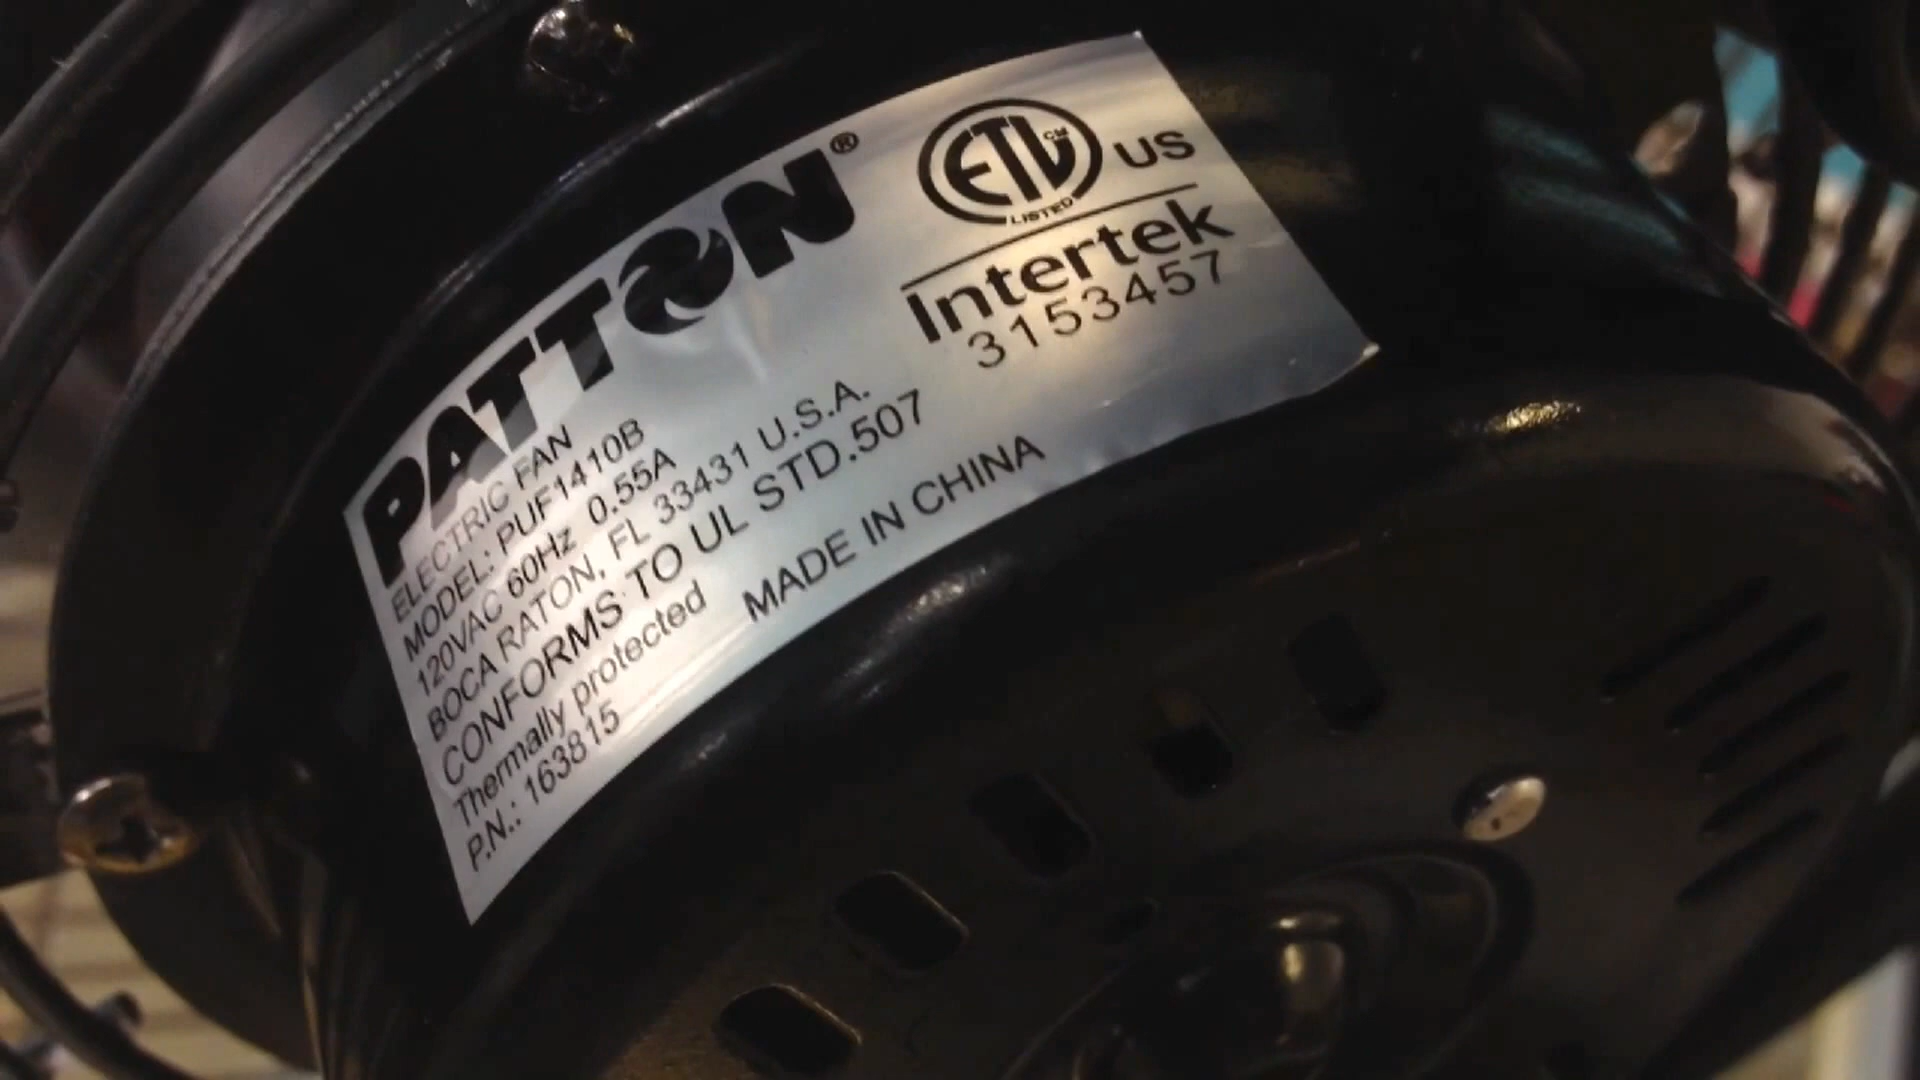 PATTON®
ELECTRIC FAN
MODEL: PUF1410B
120VAC 60Hz 0.55A
BOCA RATON, FL 33431 U.S.A.
CONFORMS TO UL STD.507
Thermally protected MADE IN CHINA
P.N.: 163815
ETL CM US
LISTED
Intertek
3153457